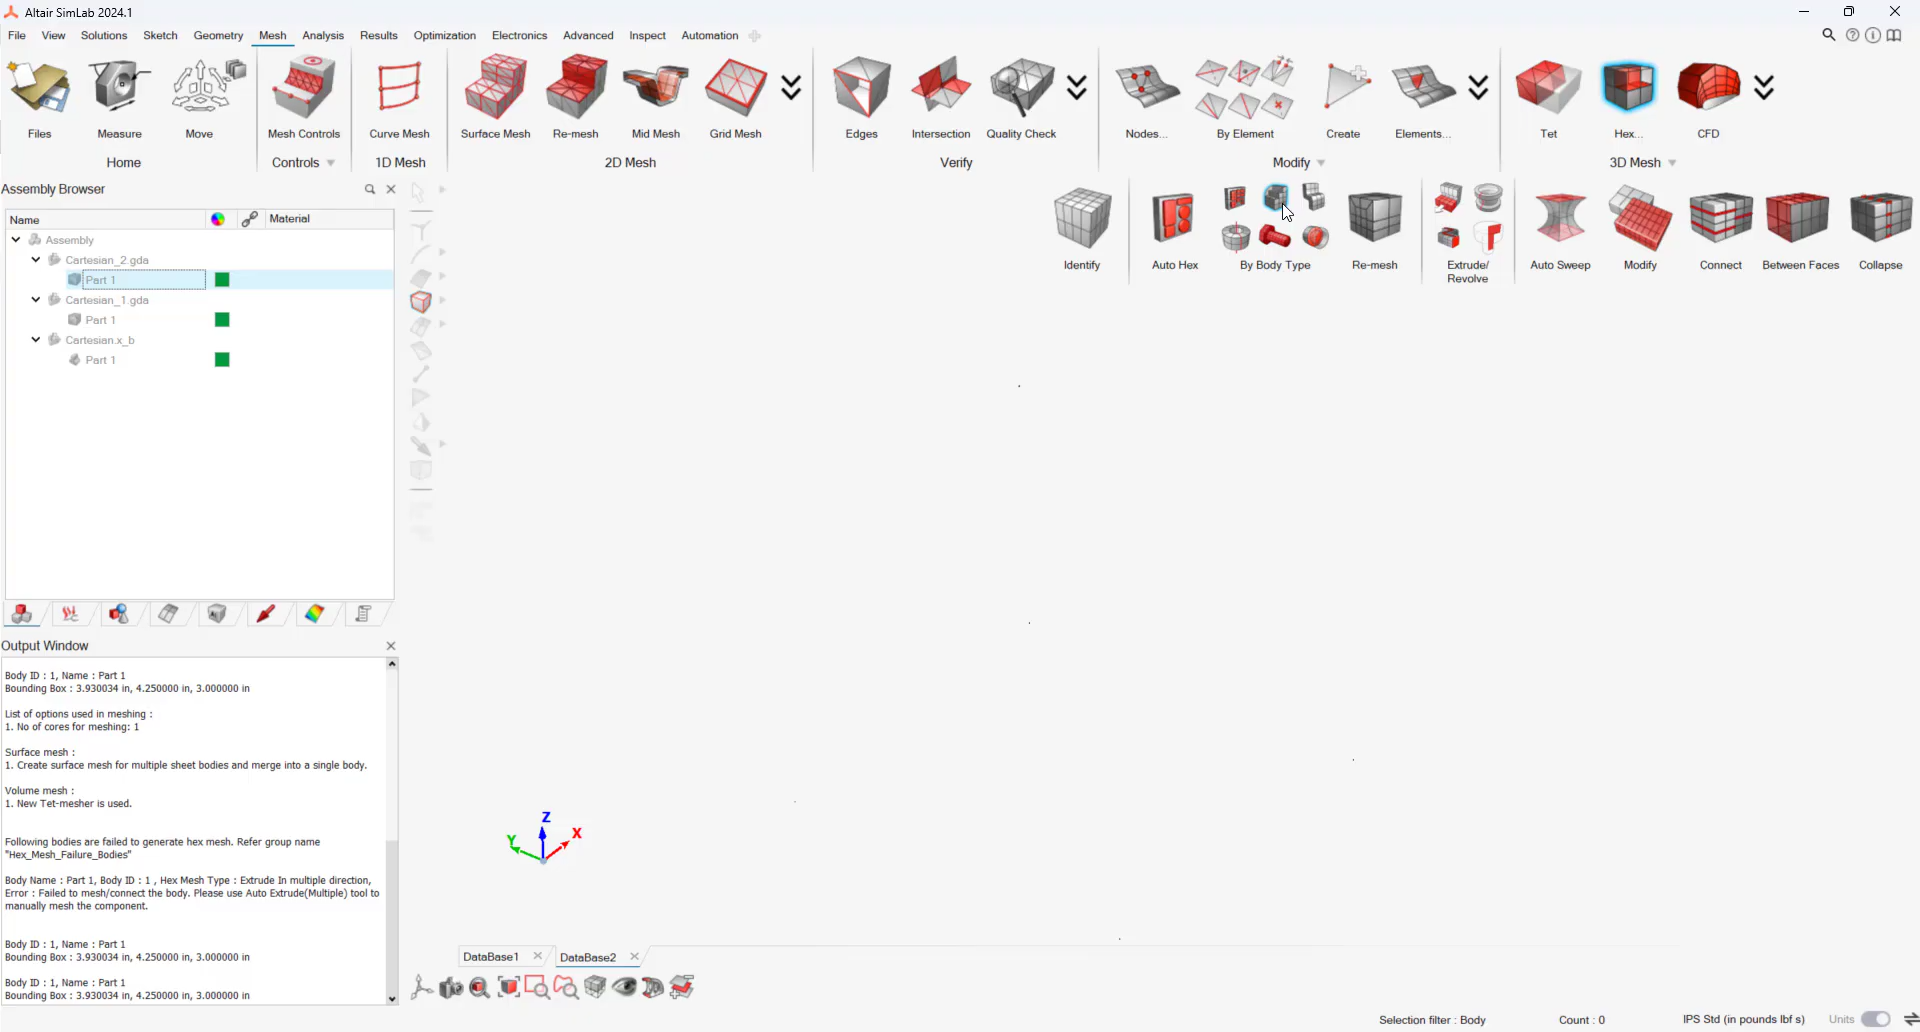 Altair SimLab 2024.1
File View Solutions Sketch Geometry Mesh Analysis Results Optimization Electronics Advanced Inspect Automation
Files Measure Move Mesh Controls Curve Mesh Surface Mesh Re-mesh Mid Mesh Grid Mesh Edges Intersection Quality Check Nodes... By Element Create Elements... Tet Hex... CFD
Home Controls 1D Mesh 2D Mesh Verify Modify 3D Mesh
Identify Auto Hex By Body Type Re-mesh Extrude/ Auto Sweep Modify Connect Between Faces Collapse
Revolve
Assembly Browser
Name Material
Assembly
Cartesian_2.gda
Part 1
Cartesian_1.gda
Part 1
Cartesian.x_b
Part 1
Output Window
Body ID : 1, Name : Part 1
Bounding Box : 3.930034 in, 4.250000 in, 3.000000 in
List of options used in meshing :
1. No of cores for meshing: 1
Surface mesh :
1. Create surface mesh for multiple sheet bodies and merge into a single body.
Volume mesh :
1. New Tet-mesher is used.
Following bodies are failed to generate hex mesh. Refer group name
"Hex_Mesh_Failure_Bodies"
Body Name : Part 1, Body ID : 1 , Hex Mesh Type : Extrude In multiple direction,
Error : Failed to mesh/connect the body. Please use Auto Extrude(Multiple) tool to
manually mesh the component.
Body ID : 1, Name : Part 1
Bounding Box : 3.930034 in, 4.250000 in, 3.000000 in
Body ID : 1, Name : Part 1
Bounding Box : 3.930034 in, 4.250000 in, 3.000000 in
Z
Y X
DataBase1 DataBase2
Selection filter : Body Count : 0 IPS Std (in pounds lbf s) Units